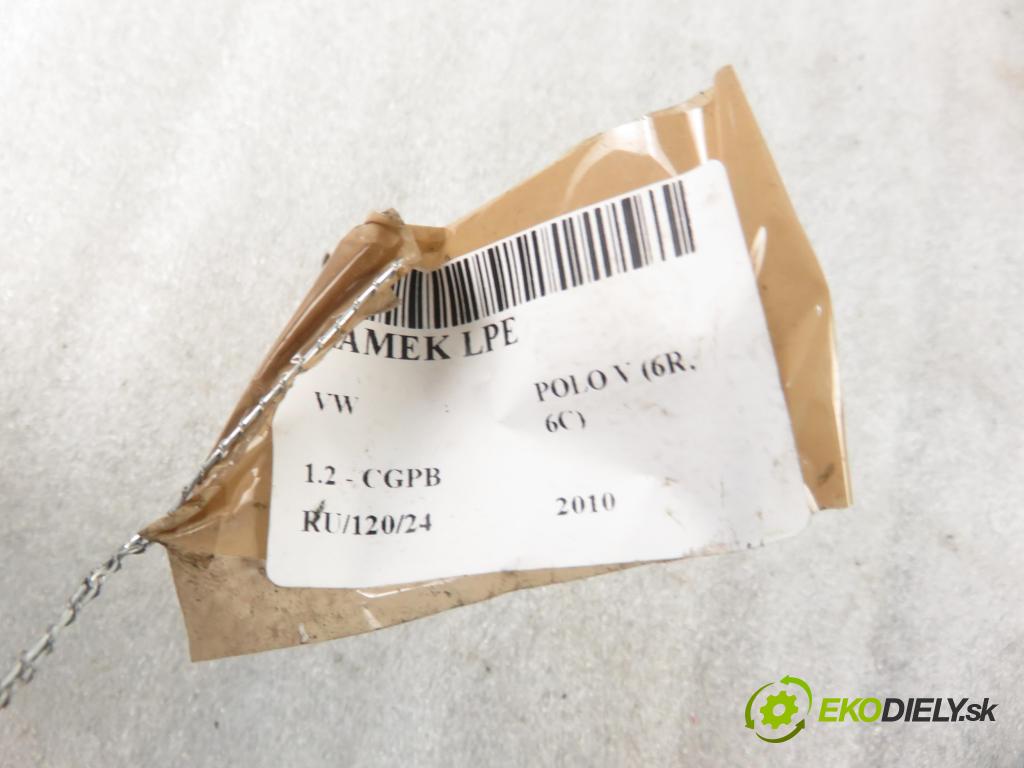 AMEK LPE
VW
POLO V (6R,
6C)
1.2 - CGPB
RU/120/24
2010
EKODIELY.sk